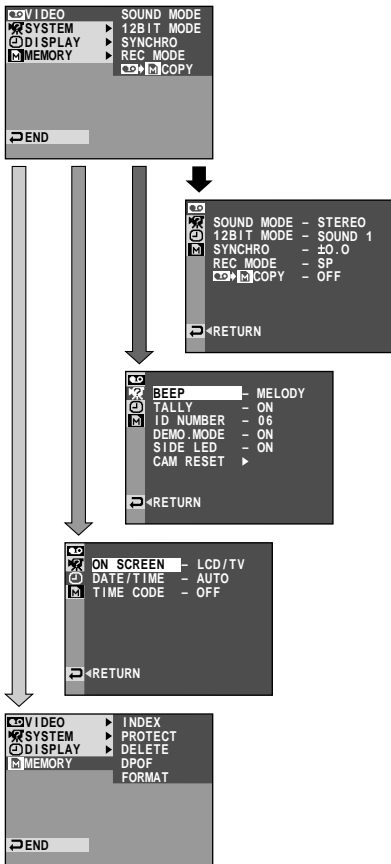 VIDEO SOUND MODE
SYSTEM ▶ 12BIT MODE
DISPLAY ▶ SYNCHRO
M MEMORY ▶ REC MODE
M COPY
END
SOUND MODE – STEREO
12BIT MODE – SOUND 1
M SYNCHRO – ±0.0
REC MODE – SP
M COPY – OFF
◀RETURN
BEEP – MELODY
TALLY – ON
M ID NUMBER – 06
DEMO.MODE – ON
SIDE LED – ON
CAM RESET ▶
◀RETURN
ON SCREEN – LCD/TV
DATE/TIME – AUTO
M TIME CODE – OFF
◀RETURN
VIDEO ▶ INDEX
SYSTEM ▶ PROTECT
DISPLAY ▶ DELETE
M MEMORY DPOF
FORMAT
END